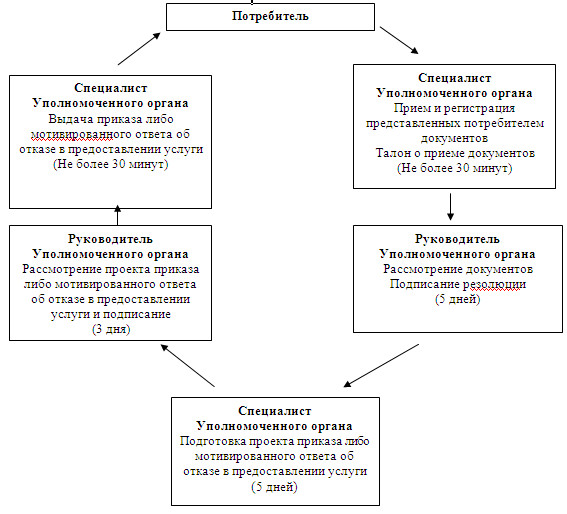 Потребитель
Специалист
Уполномоченного органа
Прием и регистрация
представленных потребителем
документов
Талон о приеме документов
(Не более 30 минут)
Руководитель
Уполномоченного органа
Рассмотрение документов
Подписание резолюции
(5 дней)
Специалист
Уполномоченного органа
Подготовка проекта приказа либо
мотивированного ответа об
отказе в предоставлении услуги
(5 дней)
Руководитель
Уполномоченного органа
Рассмотрение проекта приказа
либо мотивированного ответа
об отказе в предоставлении
услуги и подписание
(3 дня)
Специалист
Уполномоченного органа
Выдача приказа либо
мотивированного ответа об
отказе в предоставлении услуги
(Не более 30 минут)